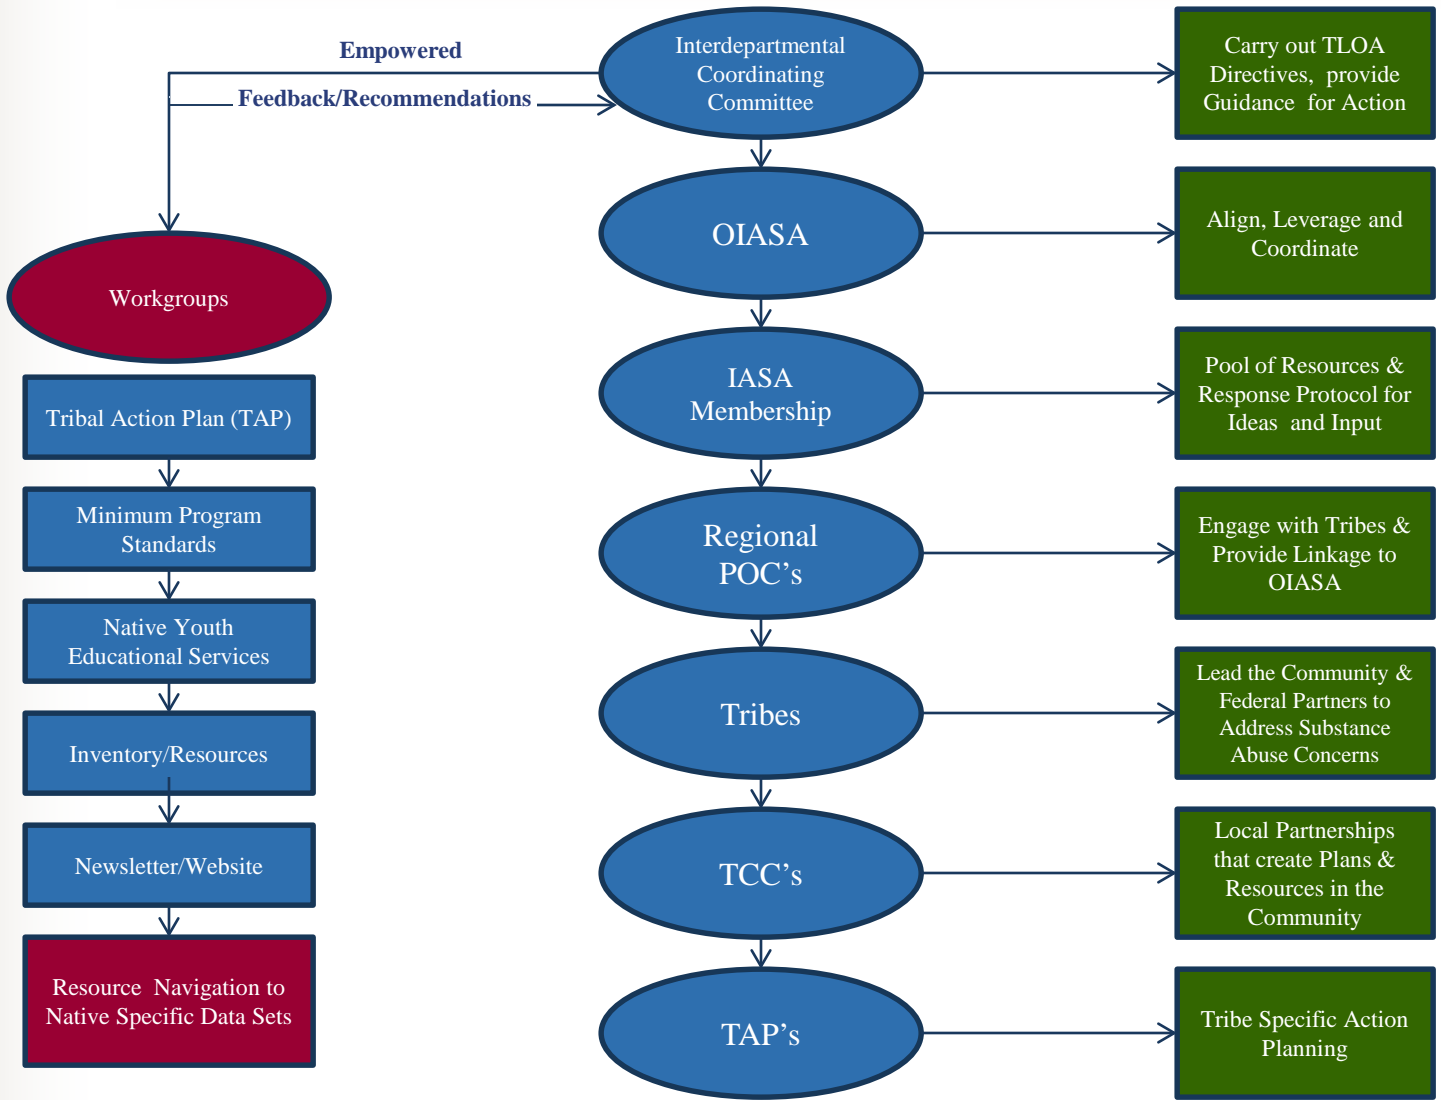 Empowered
Feedback/Recommendations
Interdepartmental
Coordinating
Committee
Carry out TLOA
Directives, provide
Guidance for Action
OIASA
Align, Leverage and
Coordinate
Workgroups
IASA
Membership
Pool of Resources &
Response Protocol for
Ideas and Input
Tribal Action Plan (TAP)
Minimum Program
Standards
Native Youth
Educational Services
Inventory/Resources
Newsletter/Website
Resource Navigation to
Native Specific Data Sets
Regional
POC’s
Engage with Tribes &
Provide Linkage to
OIASA
Tribes
Lead the Community &
Federal Partners to
Address Substance
Abuse Concerns
TCC’s
Local Partnerships
that create Plans &
Resources in the
Community
TAP’s
Tribe Specific Action
Planning